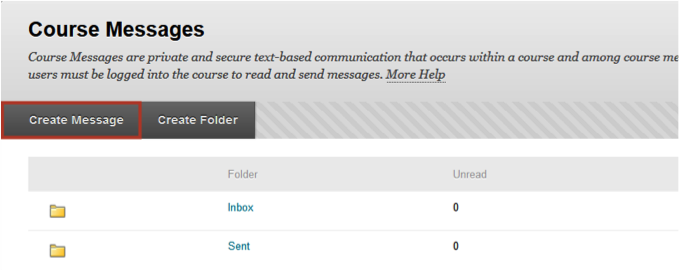 Course Messages
Course Messages are private and secure text-based communication that occurs within a course and among course me
users must be logged into the course to read and send messages. More Help
Create Message Create Folder
Folder Unread
Inbox 0
Sent 0